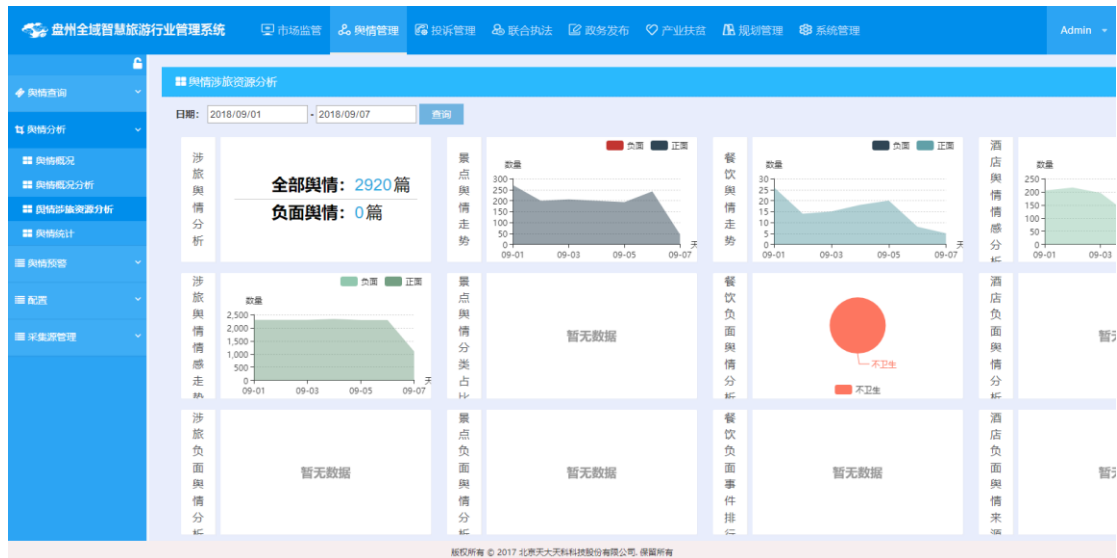 盘州全域智慧旅游行业管理系统 市场监管 舆情管理 投诉管理 联合执法 政务发布 产业扶贫 规划管理 系统管理 Admin
舆情查询
舆情分析
舆情概况
舆情概况分析
舆情涉旅资源分析
舆情统计
舆情预警
配置
采集源管理
舆情涉旅资源分析
日期: 2018/09/01 - 2018/09/07 查询
涉旅舆情分析
全部舆情：2920篇
负面舆情：0篇
景点舆情走势
负面 正面
数量
300
250
200
150
100
50
0
天
09-01 09-03 09-05 09-07
餐饮舆情走势
负面 正面
数量
30
25
20
15
10
5
0
天
09-01 09-03 09-05 09-07
酒店舆情情感分析
数量
250
200
150
100
50
0
09-01 09-03
涉旅舆情情感走势
负面 正面
数量
2,500
2,000
1,500
1,000
500
0
天
09-01 09-03 09-05 09-07
景点舆情分类占比
暂无数据
餐饮负面舆情分析
不卫生
不卫生
酒店负面舆情分析
暂无
涉旅负面舆情分析
暂无数据
景点负面舆情分析
暂无数据
餐饮负面事件排行
暂无数据
酒店负面舆情来源
暂无
版权所有 © 2017 北京天大天科科技股份有限公司. 保留所有